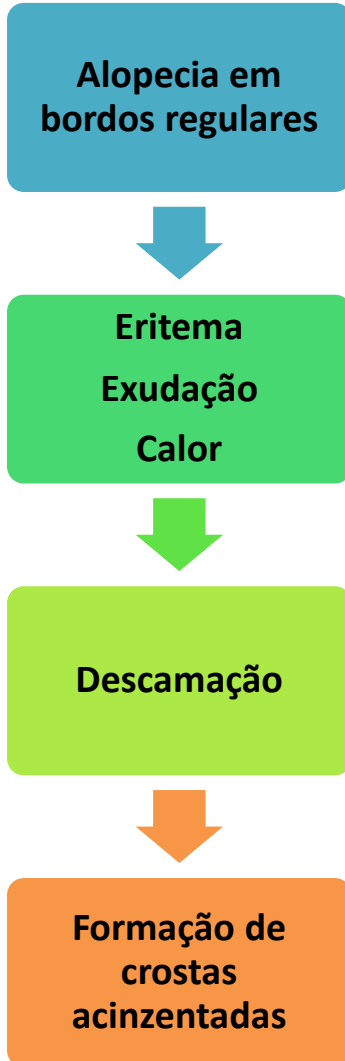 Alopecia em
bordos regulares
Eritema
Exudação
Calor
Descamação
Formação de
crostas
acinzentadas